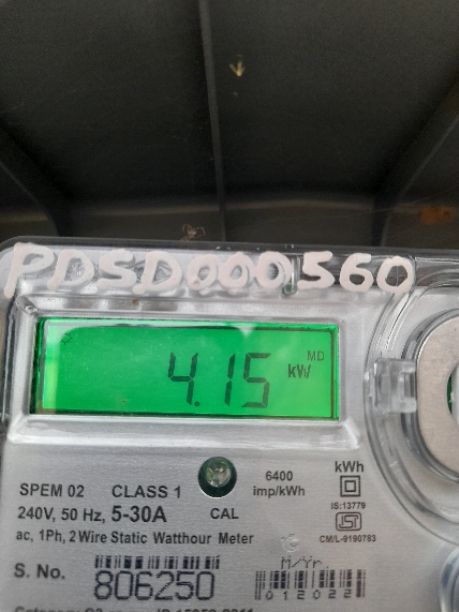 PDSD000560
MD
4.15 kW
kWh
6400
imp/kWh
SPEM 02 CLASS 1
240V, 50 Hz, 5-30A CAL
IS:13779
ISI
CM/L-9190783
ac, 1Ph, 2 Wire Static Watthour Meter
M/Yr.
S. No. 806250
012022